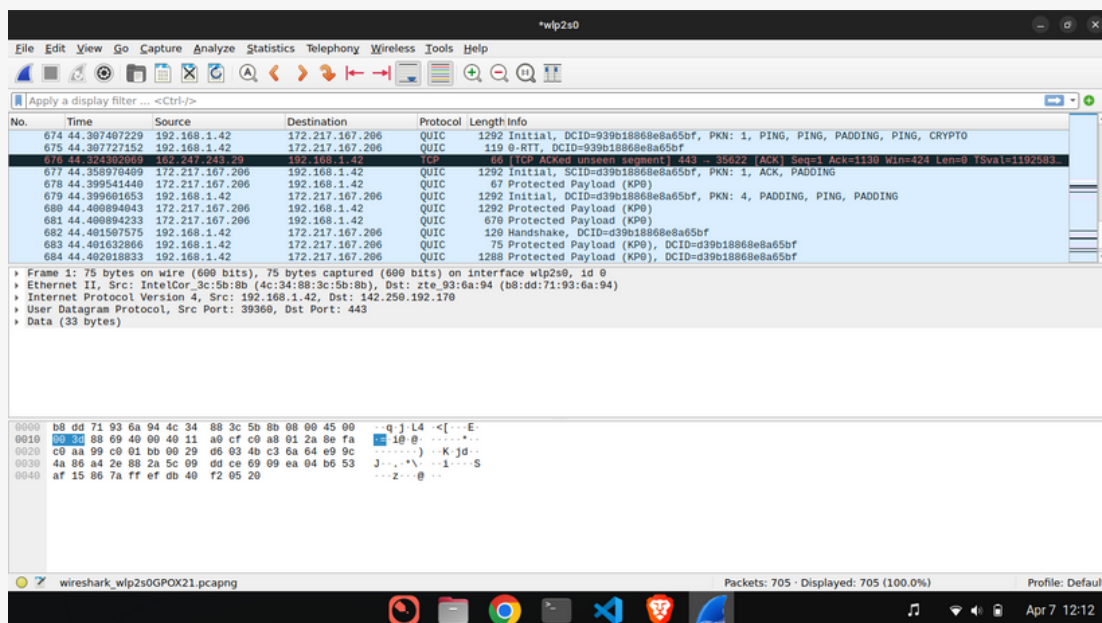 *wlp2s0
File Edit View Go Capture Analyze Statistics Telephony Wireless Tools Help
Apply a display filter ... <Ctrl-/>
No. Time Source Destination Protocol Length Info
674 44.307407229 192.168.1.42 172.217.167.206 QUIC 1292 Initial, DCID=939b18868e8a65bf, PKN: 1, PING, PING, PADDING, PING, CRYPTO
675 44.307727152 192.168.1.42 172.217.167.206 QUIC 119 0-RTT, DCID=939b18868e8a65bf
676 44.324302069 162.247.243.29 192.168.1.42 TCP 66 [TCP ACKed unseen segment] 443 → 35622 [ACK] Seq=1 Ack=1130 Win=424 Len=0 TSval=1192583…
677 44.358970409 172.217.167.206 192.168.1.42 QUIC 1292 Initial, SCID=d39b18868e8a65bf, PKN: 1, ACK, PADDING
678 44.399541440 172.217.167.206 192.168.1.42 QUIC 67 Protected Payload (KP0)
679 44.399601653 192.168.1.42 172.217.167.206 QUIC 1292 Initial, DCID=d39b18868e8a65bf, PKN: 4, PADDING, PING, PADDING
680 44.400894043 172.217.167.206 192.168.1.42 QUIC 1292 Protected Payload (KP0)
681 44.400894233 172.217.167.206 192.168.1.42 QUIC 670 Protected Payload (KP0)
682 44.401507575 192.168.1.42 172.217.167.206 QUIC 120 Handshake, DCID=d39b18868e8a65bf
683 44.401632866 192.168.1.42 172.217.167.206 QUIC 75 Protected Payload (KP0), DCID=d39b18868e8a65bf
684 44.402018833 192.168.1.42 172.217.167.206 QUIC 1288 Protected Payload (KP0), DCID=d39b18868e8a65bf
Frame 1: 75 bytes on wire (600 bits), 75 bytes captured (600 bits) on interface wlp2s0, id 0
Ethernet II, Src: IntelCor_3c:5b:8b (4c:34:88:3c:5b:8b), Dst: zte_93:6a:94 (b8:dd:71:93:6a:94)
Internet Protocol Version 4, Src: 192.168.1.42, Dst: 142.250.192.170
User Datagram Protocol, Src Port: 39360, Dst Port: 443
Data (33 bytes)
0000 b8 dd 71 93 6a 94 4c 34 88 3c 5b 8b 08 00 45 00 ··q·j·L4 ·<[···E·
0010 00 3d 88 69 40 00 40 11 a0 cf c0 a8 01 2a 8e fa ·=·i@·@· ·····*··
0020 c0 aa 99 c0 01 bb 00 29 d6 03 4b c3 6a 64 e9 9c ·······) ··K·jd··
0030 4a 86 a4 2e 88 2a 5c 09 dd ce 69 09 ea 04 b6 53 J··.·*\· ··i····S
0040 af 15 86 7a ff ef db 40 f2 05 20 ···z···@ ··
wireshark_wlp2s0GPOX21.pcapng Packets: 705 · Displayed: 705 (100.0%) Profile: Defaul
Apr 7 12:12